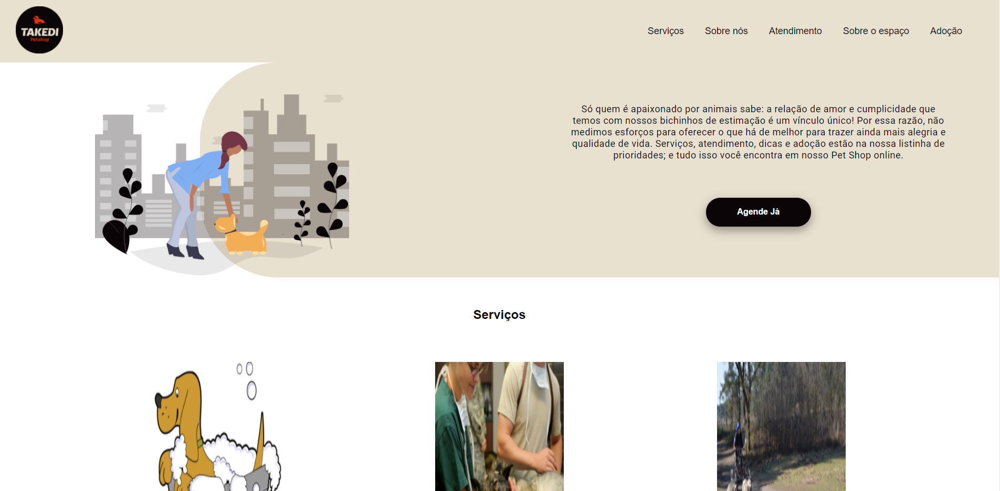 TAKEDI
Petshop
Serviços
Sobre nós
Atendimento
Sobre o espaço
Adoção
Só quem é apaixonado por animais sabe: a relação de amor e cumplicidade que
temos com nossos bichinhos de estimação é um vínculo único! Por essa razão, não
medimos esforços para oferecer o que há de melhor para trazer ainda mais alegria e
qualidade de vida. Serviços, atendimento, dicas e adoção estão na nossa listinha de
prioridades; e tudo isso você encontra em nosso Pet Shop online.
Agende Já
Serviços